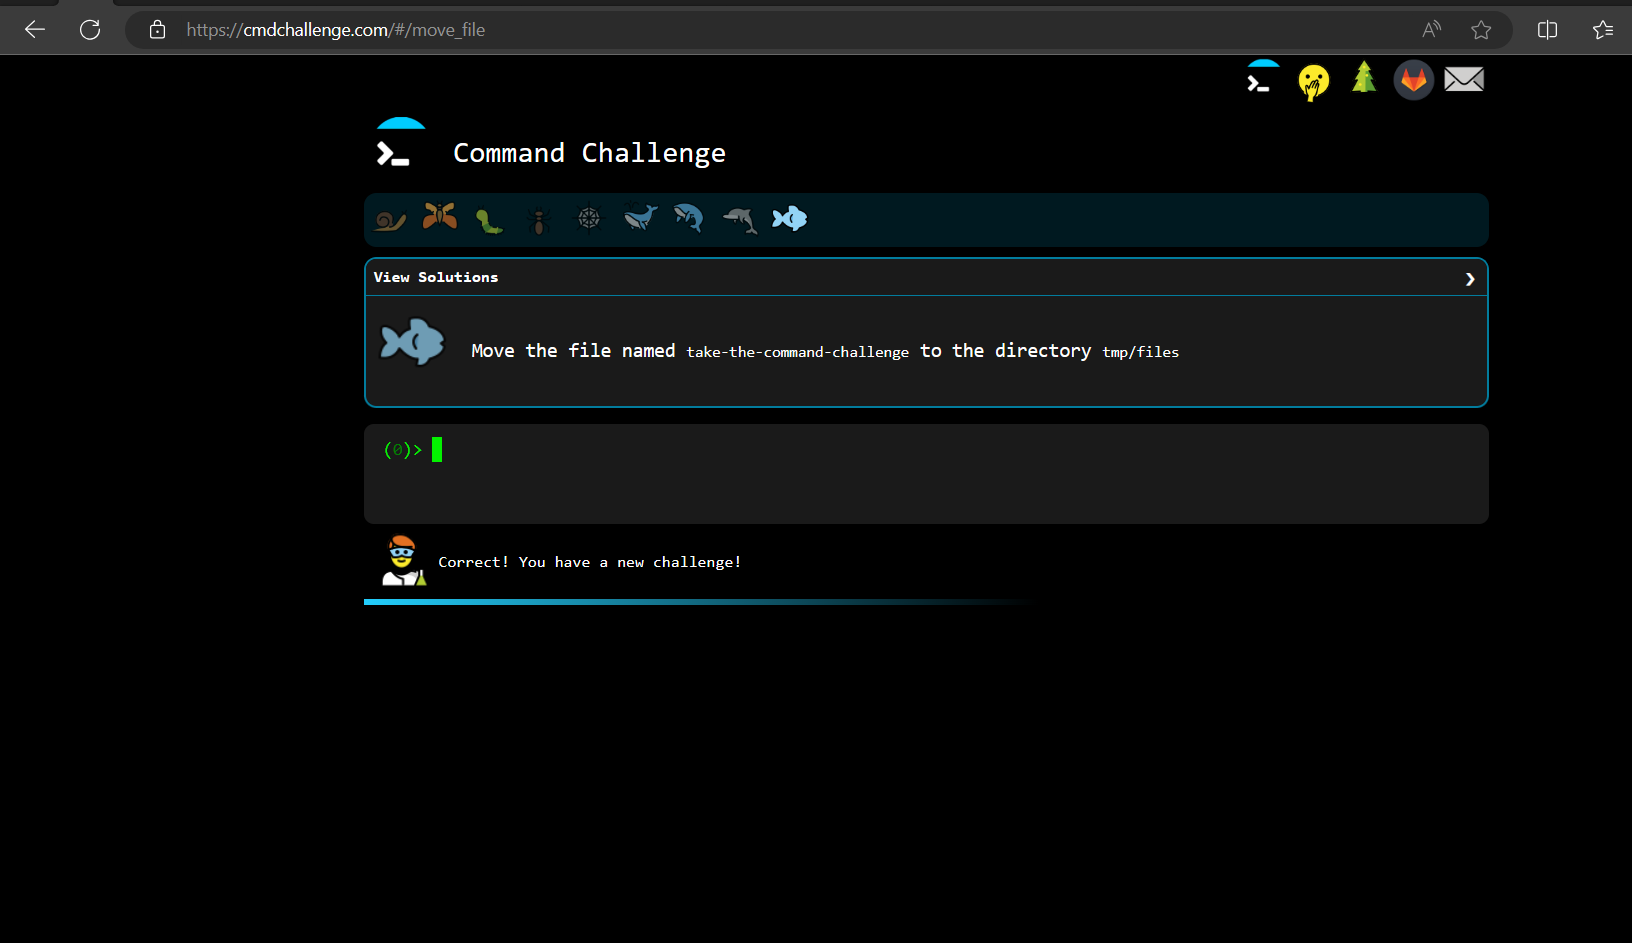 https://cmdchallenge.com/#/move_file
Command Challenge
View Solutions
Move the file named take-the-command-challenge to the directory tmp/files
(0)>
Correct! You have a new challenge!